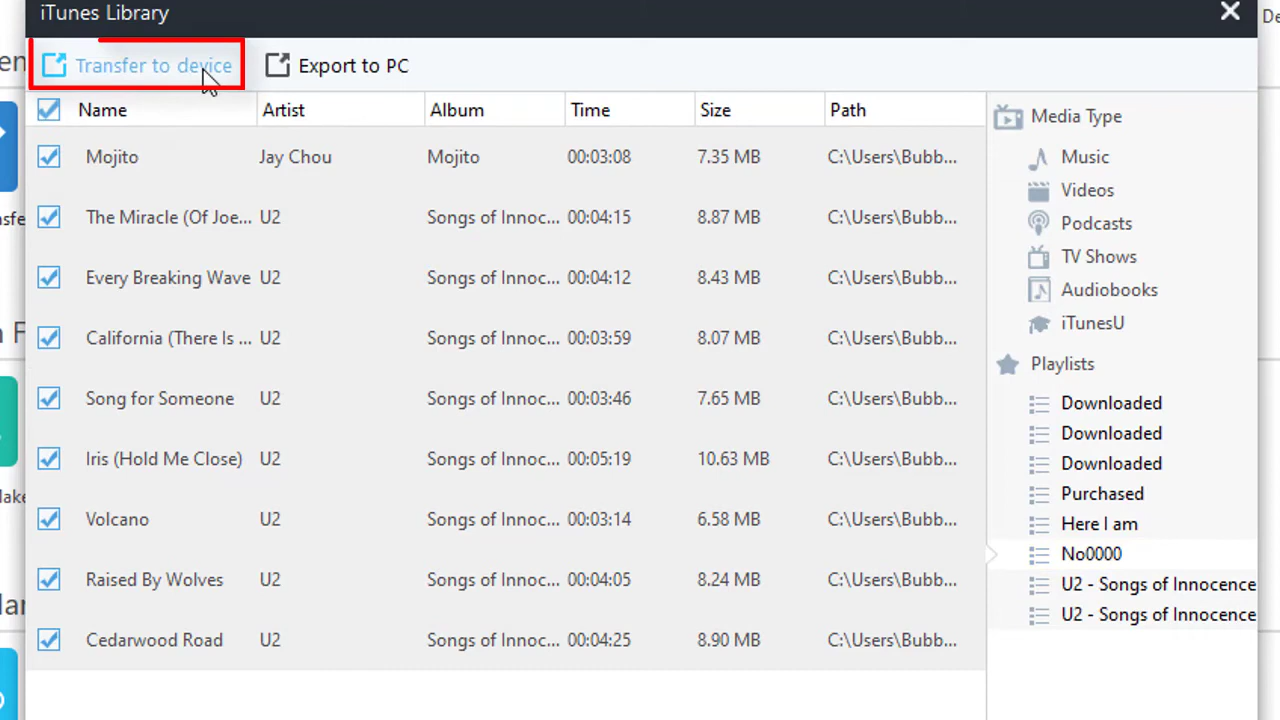 iTunes Library
Transfer to device
Export to PC
Name Artist Album Time Size Path
Mojito Jay Chou Mojito 00:03:08 7.35 MB C:\Users\Bubb...
The Miracle (Of Joe... U2 Songs of Innoc... 00:04:15 8.87 MB C:\Users\Bubb...
Every Breaking Wave U2 Songs of Innoc... 00:04:12 8.43 MB C:\Users\Bubb...
California (There Is ... U2 Songs of Innoc... 00:03:59 8.07 MB C:\Users\Bubb...
Song for Someone U2 Songs of Innoc... 00:03:46 7.65 MB C:\Users\Bubb...
Iris (Hold Me Close) U2 Songs of Innoc... 00:05:19 10.63 MB C:\Users\Bubb...
Volcano U2 Songs of Innoc... 00:03:14 6.58 MB C:\Users\Bubb...
Raised By Wolves U2 Songs of Innoc... 00:04:05 8.24 MB C:\Users\Bubb...
Cedarwood Road U2 Songs of Innoc... 00:04:25 8.90 MB C:\Users\Bubb...
Media Type
Music
Videos
Podcasts
TV Shows
Audiobooks
iTunesU
Playlists
Downloaded
Downloaded
Downloaded
Purchased
Here I am
No0000
U2 - Songs of Innocence
U2 - Songs of Innocence